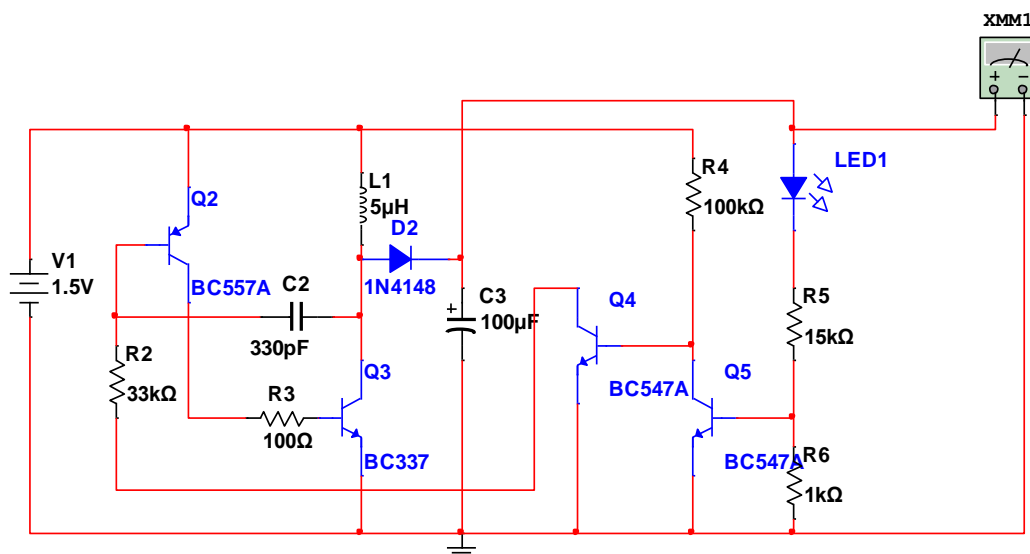 XMM1
+ −
LED1
R4
100kΩ
L1
5µH
Q2
D2
V1
1.5V
BC557A
C2
1N4148
Q4
R5
15kΩ
+
C3
100µF
330pF
R2
33kΩ
Q3
BC547A
Q5
R3
100Ω
BC337
BC547A
R6
1kΩ